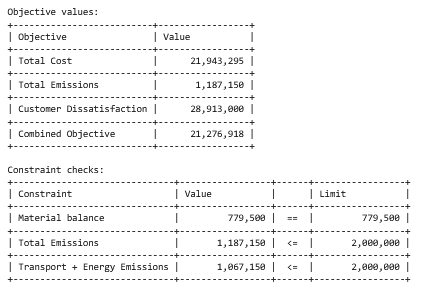 Objective values:
+----------------------------+------------------+
| Objective | Value |
+----------------------------+------------------+
| Total Cost | 21,943,295 |
+----------------------------+------------------+
| Total Emissions | 1,187,150 |
+----------------------------+------------------+
| Customer Dissatisfaction | 28,913,000 |
+----------------------------+------------------+
| Combined Objective | 21,276,918 |
+----------------------------+------------------+
Constraint checks:
+--------------------------------+------------------+------+------------------+
| Constraint | Value | | Limit |
+--------------------------------+------------------+------+------------------+
| Material balance | 779,500 | == | 779,500 |
+--------------------------------+------------------+------+------------------+
| Total Emissions | 1,187,150 | <= | 2,000,000 |
+--------------------------------+------------------+------+------------------+
| Transport + Energy Emissions | 1,067,150 | <= | 2,000,000 |
+--------------------------------+------------------+------+------------------+